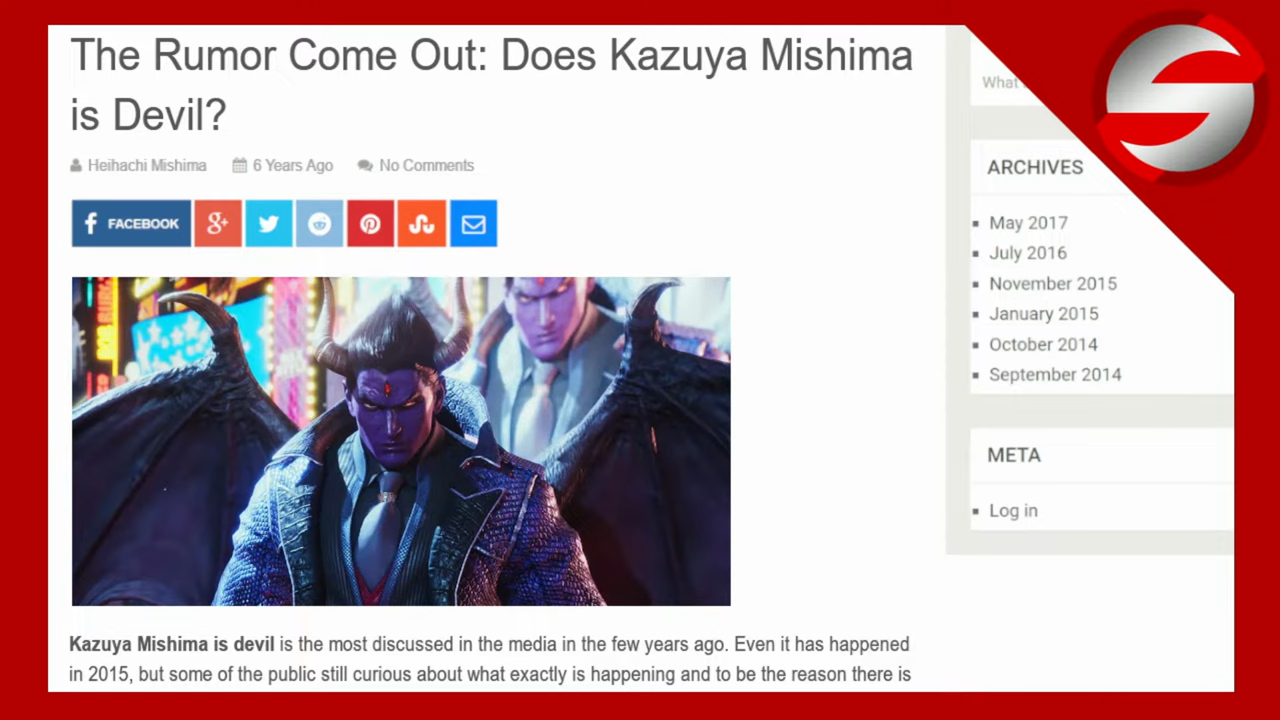 The Rumor Come Out: Does Kazuya Mishima
is Devil?
Heihachi Mishima 6 Years Ago No Comments
FACEBOOK
Kazuya Mishima is devil is the most discussed in the media in the few years ago. Even it has happened
in 2015, but some of the public still curious about what exactly is happening and to be the reason there is
What
ARCHIVES
May 2017
July 2016
November 2015
January 2015
October 2014
September 2014
META
Log in